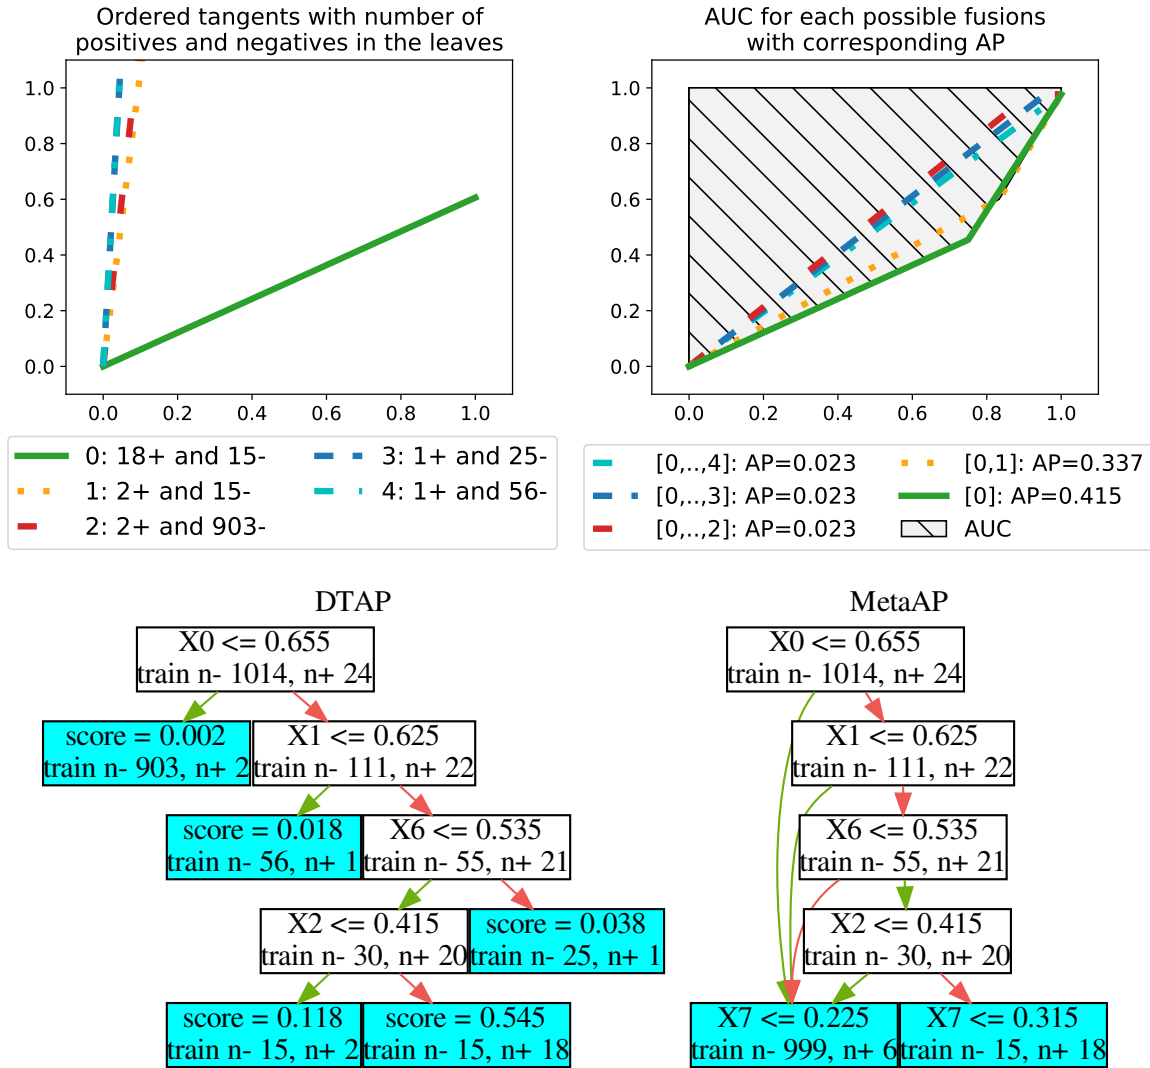 Ordered tangents with number of
positives and negatives in the leaves
1.0
0.8
0.6
0.4
0.2
0.0
0.0 0.2 0.4 0.6 0.8 1.0
0: 18+ and 15-
1: 2+ and 15-
2: 2+ and 903-
3: 1+ and 25-
4: 1+ and 56-
AUC for each possible fusions
with corresponding AP
1.0
0.8
0.6
0.4
0.2
0.0
0.0 0.2 0.4 0.6 0.8 1.0
[0,..,4]: AP=0.023
[0,..,3]: AP=0.023
[0,..,2]: AP=0.023
[0,1]: AP=0.337
[0]: AP=0.415
AUC
DTAP
X0 <= 0.655
train n- 1014, n+ 24
score = 0.002
train n- 903, n+ 2
X1 <= 0.625
train n- 111, n+ 22
score = 0.018
train n- 56, n+ 1
X6 <= 0.535
train n- 55, n+ 21
X2 <= 0.415
train n- 30, n+ 20
score = 0.038
train n- 25, n+ 1
score = 0.118
train n- 15, n+ 2
score = 0.545
train n- 15, n+ 18
MetaAP
X0 <= 0.655
train n- 1014, n+ 24
X1 <= 0.625
train n- 111, n+ 22
X6 <= 0.535
train n- 55, n+ 21
X2 <= 0.415
train n- 30, n+ 20
X7 <= 0.225
train n- 999, n+ 6
X7 <= 0.315
train n- 15, n+ 18